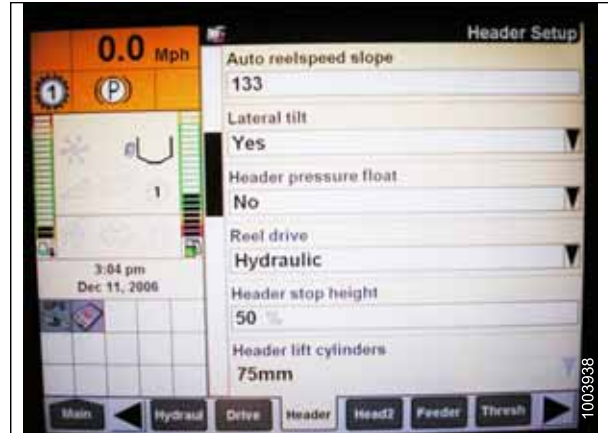 0.0 Mph
1
(P)
1
3:04 pm
Dec 11, 2006
Header Setup
Auto reelspeed slope
133
Lateral tilt
Yes
Header pressure float
No
Reel drive
Hydraulic
Header stop height
50 %
Header lift cylinders
75mm
Main
Hydraul
Drive
Header
Head2
Feeder
Thresh
1003938